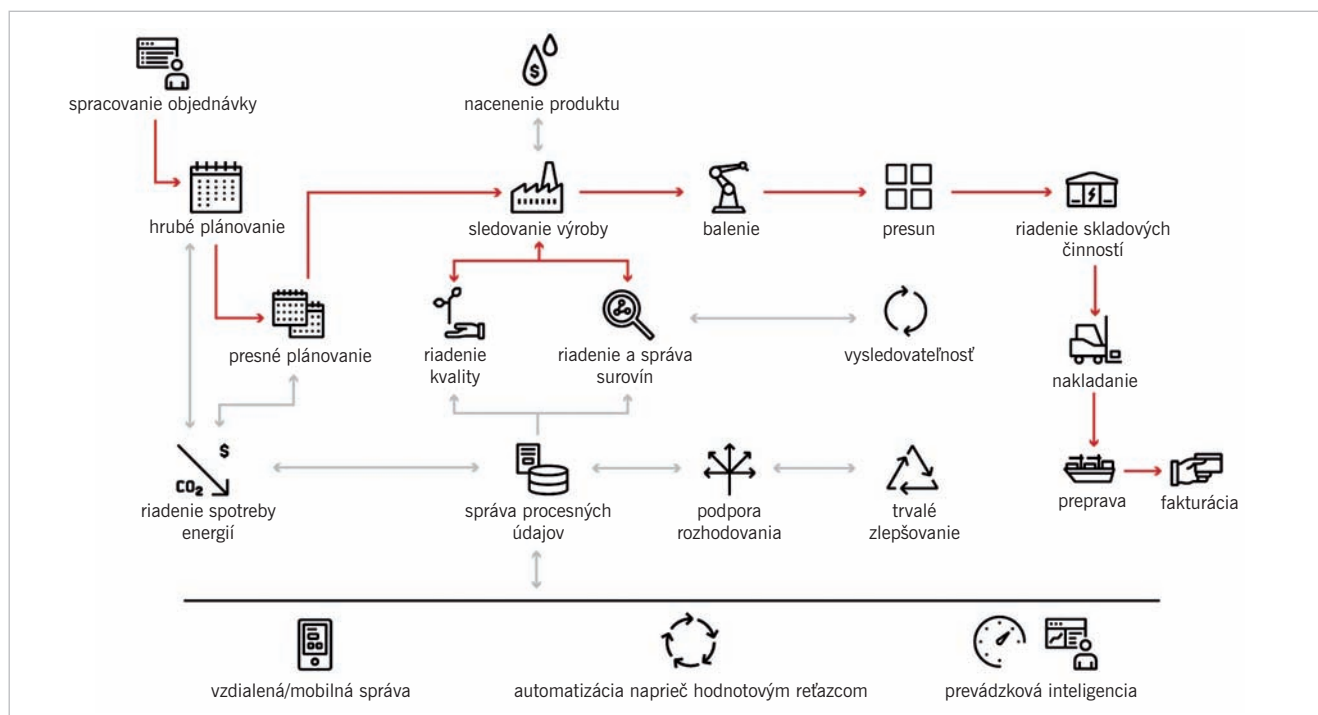 $
spracovanie objednávky
nacenenie produktu
hrubé plánovanie
sledovanie výroby
balenie
presun
riadenie skladových
činností
presné plánovanie
riadenie
kvality
riadenie a správa
surovín
vysledovateľnosť
nakladanie
$
CO₂
riadenie spotreby
energií
správa procesných
údajov
podpora
rozhodovania
trvalé
zlepšovanie
preprava
fakturácia
vzdialená/mobilná správa
automatizácia naprieč hodnotovým reťazcom
prevádzková inteligencia